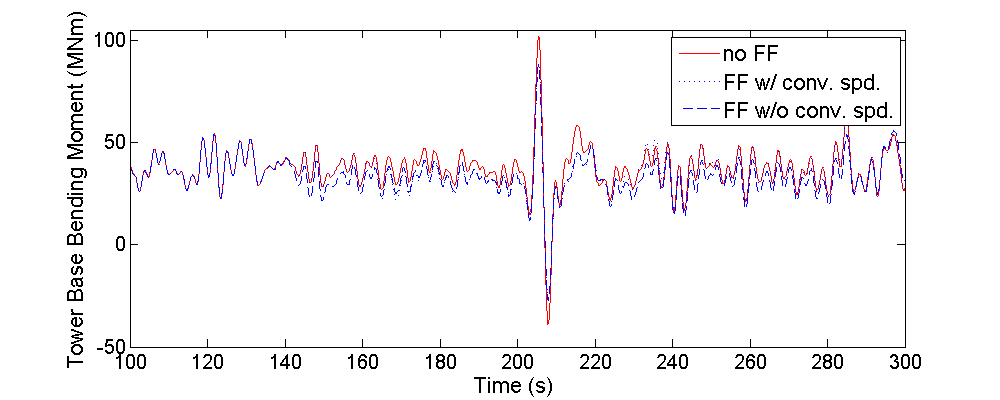 Tower Base Bending Moment (MNm)
100
50
0
-50
no FF
FF w/ conv. spd.
FF w/o conv. spd.
100 120 140 160 180 200 220 240 260 280 300
Time (s)